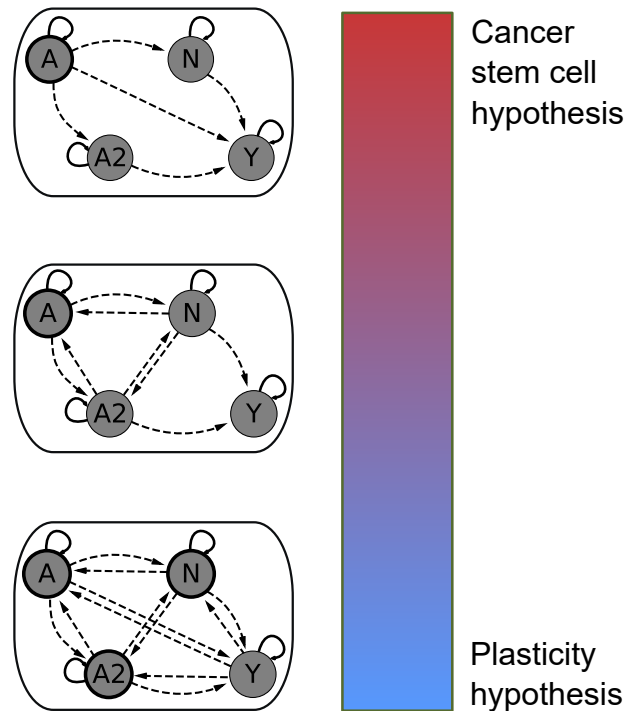 A N
A2 Y
Cancer
stem cell
hypothesis
A N
A2 Y
A N
A2 Y
Plasticity
hypothesis